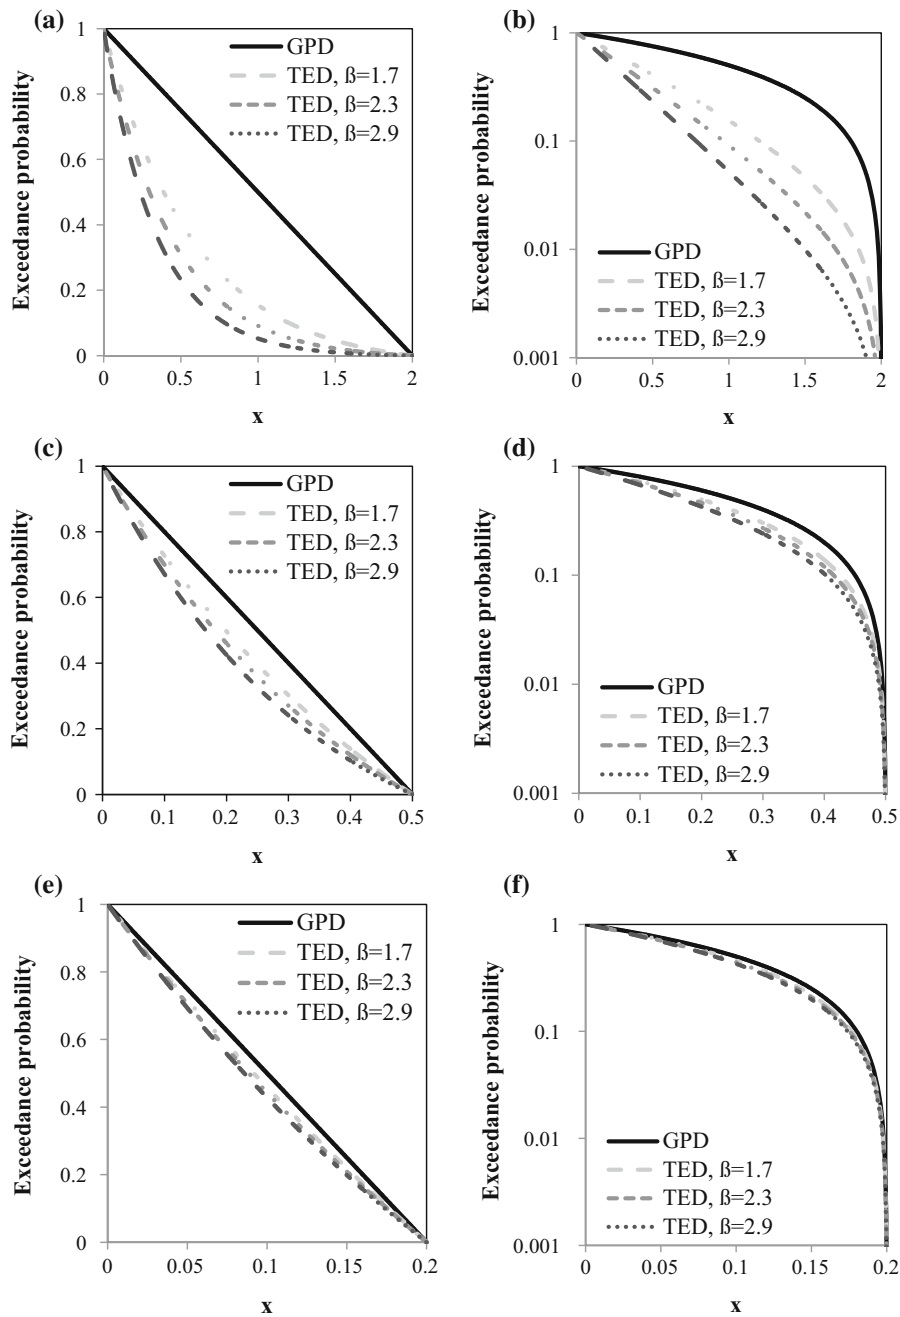 (a)
Exceedance probability
1
0.8
0.6
0.4
0.2
0
0 0.5 1 1.5 2
x
GPD
TED, ß=1.7
TED, ß=2.3
TED, ß=2.9
(b)
Exceedance probability
1
0.1
0.01
0.001
0 0.5 1 1.5 2
x
GPD
TED, ß=1.7
TED, ß=2.3
TED, ß=2.9
(c)
Exceedance probability
1
0.8
0.6
0.4
0.2
0
0 0.1 0.2 0.3 0.4 0.5
x
GPD
TED, ß=1.7
TED, ß=2.3
TED, ß=2.9
(d)
Exceedance probability
1
0.1
0.01
0.001
0 0.1 0.2 0.3 0.4 0.5
x
GPD
TED, ß=1.7
TED, ß=2.3
TED, ß=2.9
(e)
Exceedance probability
1
0.8
0.6
0.4
0.2
0
0 0.05 0.1 0.15 0.2
x
GPD
TED, ß=1.7
TED, ß=2.3
TED, ß=2.9
(f)
Exceedance probability
1
0.1
0.01
0.001
0 0.05 0.1 0.15 0.2
x
GPD
TED, ß=1.7
TED, ß=2.3
TED, ß=2.9